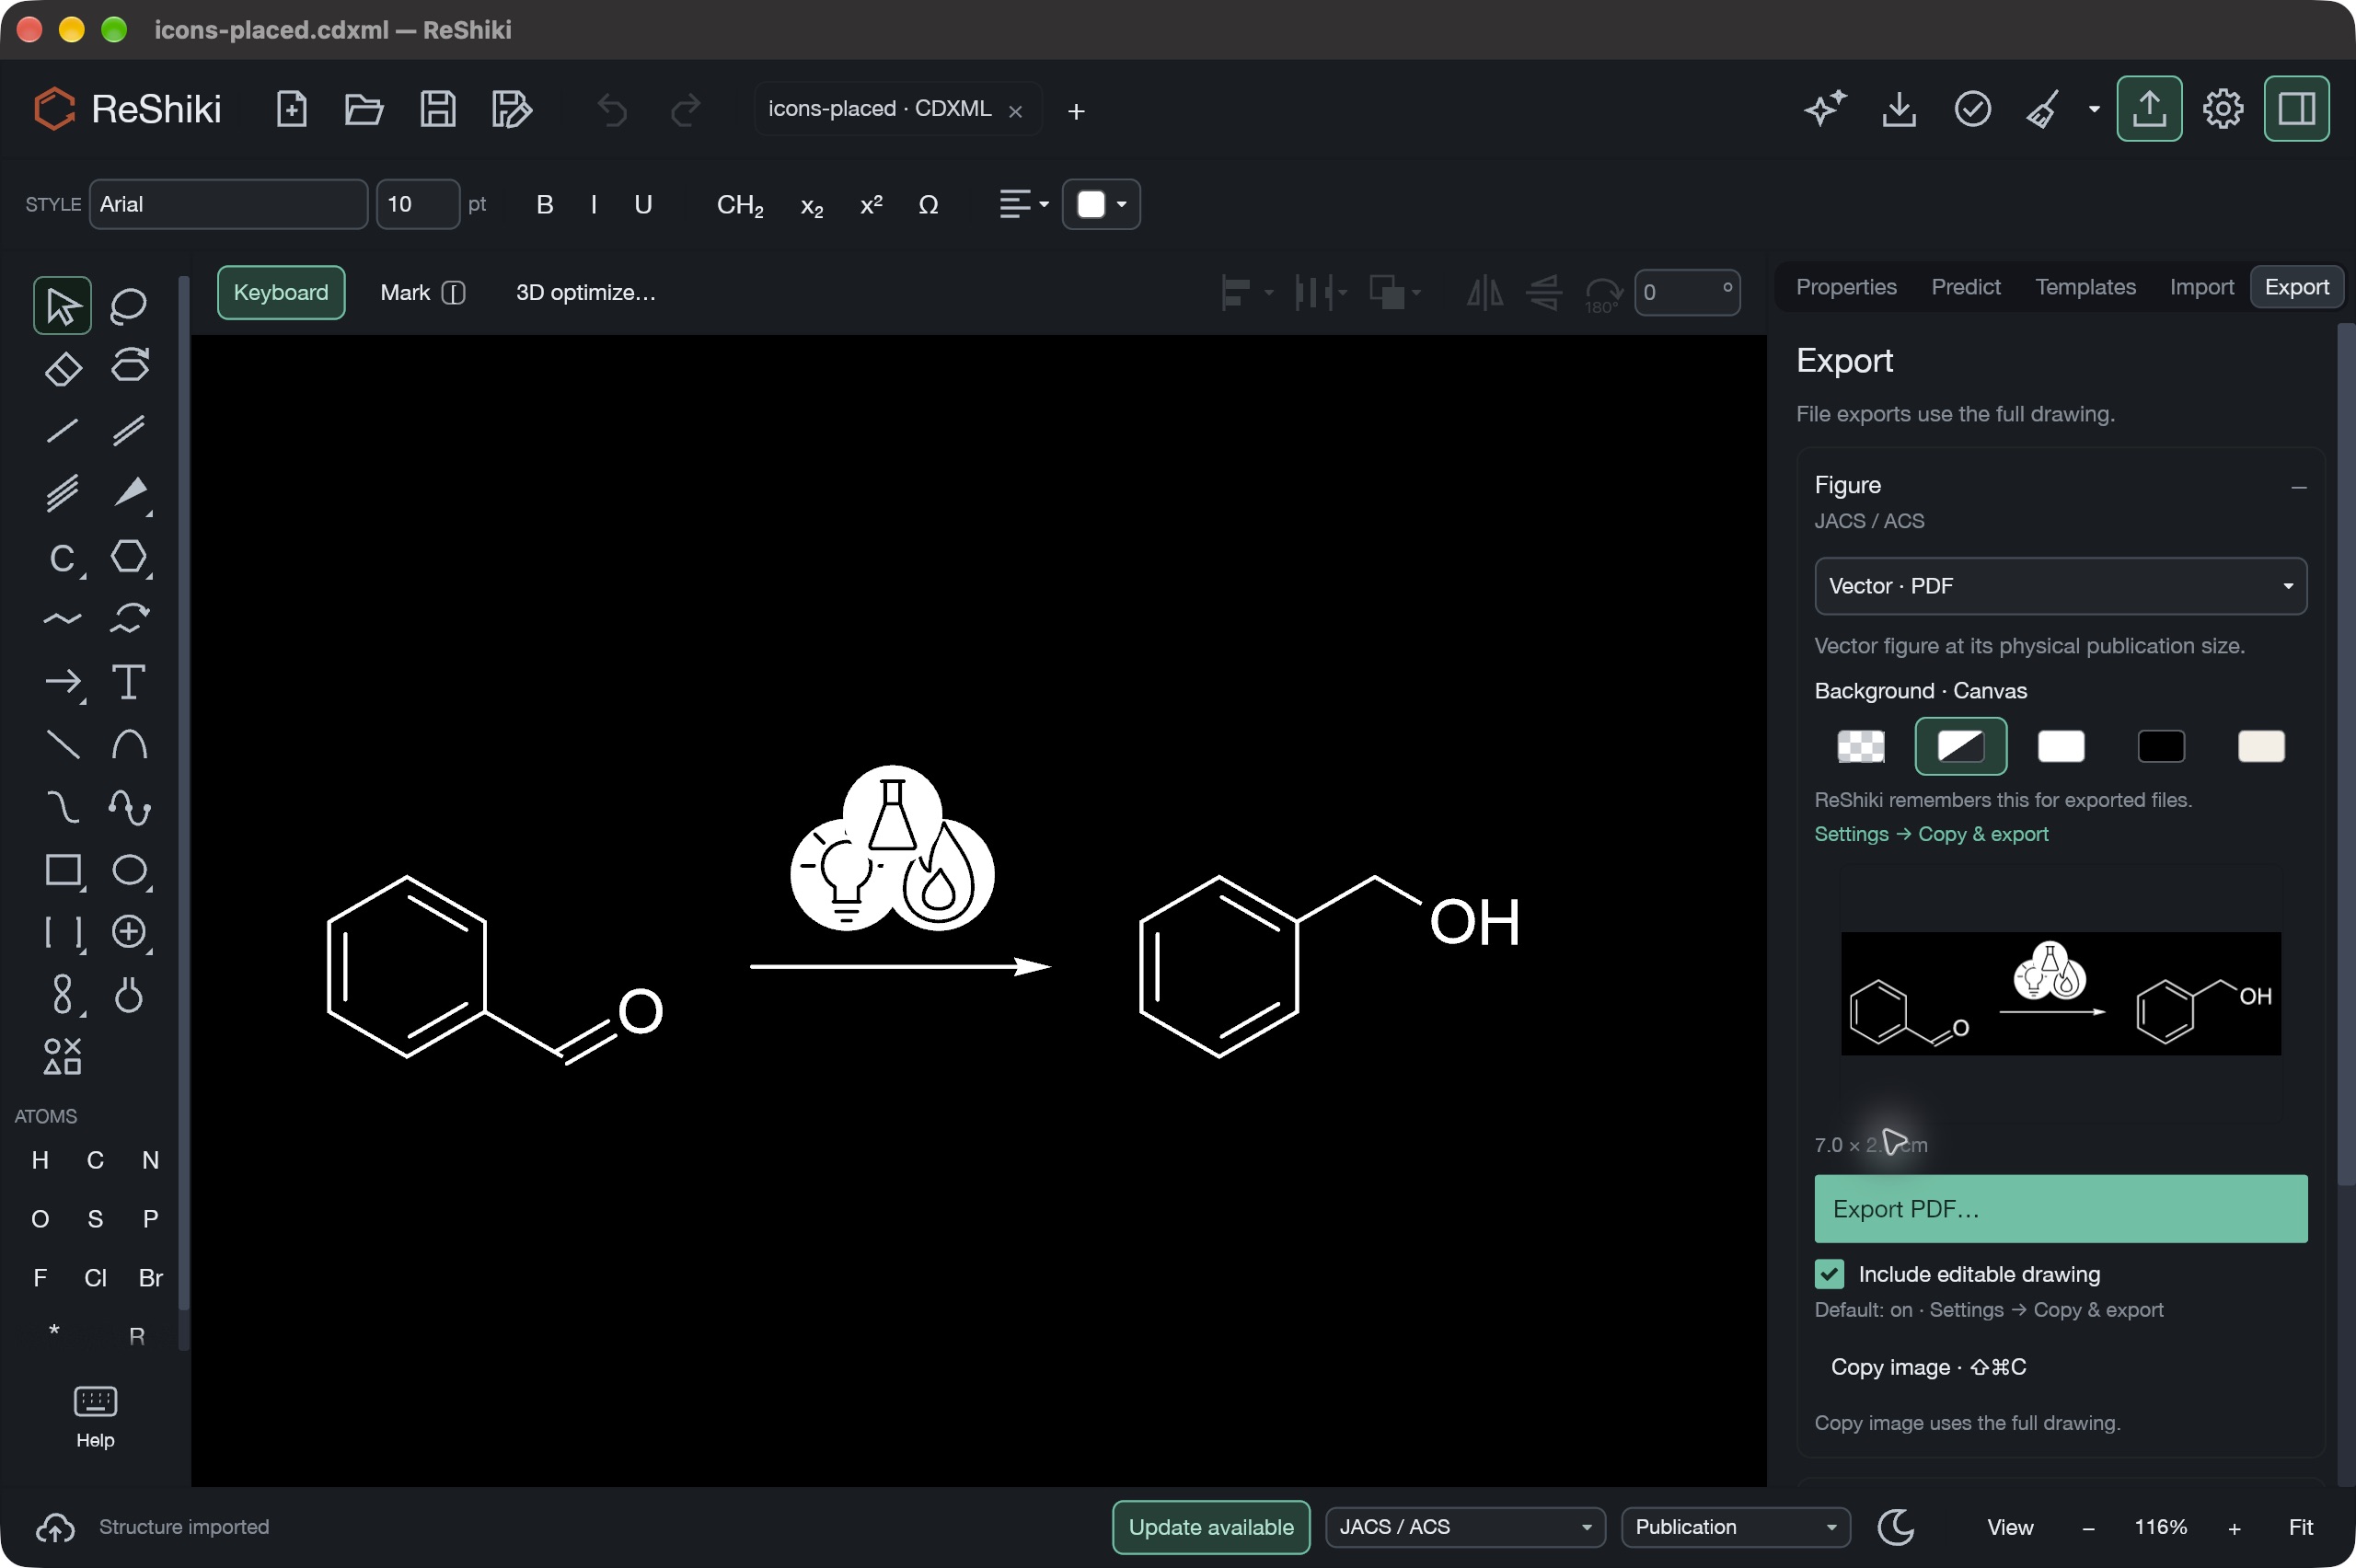 icons-placed.cdxml — ReShiki
ReShiki
icons-placed · CDXML
STYLE Arial 10 pt B I U CH₂ x₂ x² Ω
Keyboard Mark 3D optimize…
180° 0 °
Properties Predict Templates Import Export
Export
File exports use the full drawing.
Figure
JACS / ACS
Vector · PDF
Vector figure at its physical publication size.
Background · Canvas
ReShiki remembers this for exported files.
Settings → Copy & export
O OH
7.0 × cm
Export PDF…
Include editable drawing
Default: on · Settings → Copy & export
Copy image · ⇧⌘C
Copy image uses the full drawing.
C
T
[ ]
ATOMS
H C N
O S P
F Cl Br
* R
Help
O
OH
Structure imported
Update available
JACS / ACS
Publication
View − 116% + Fit